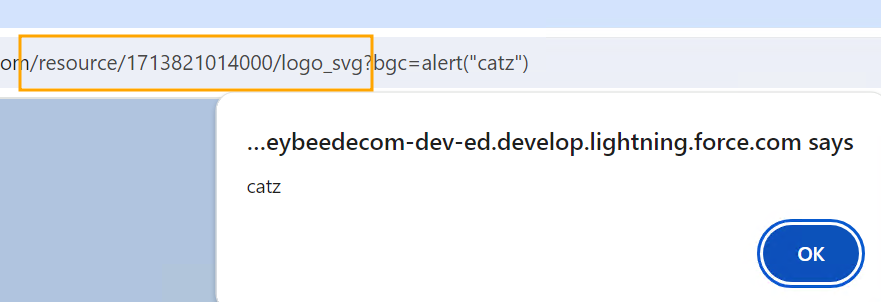 om/resource/1713821014000/logo_svg?bgc=alert("catz")
...eybeedecom-dev-ed.develop.lightning.force.com says
catz
OK